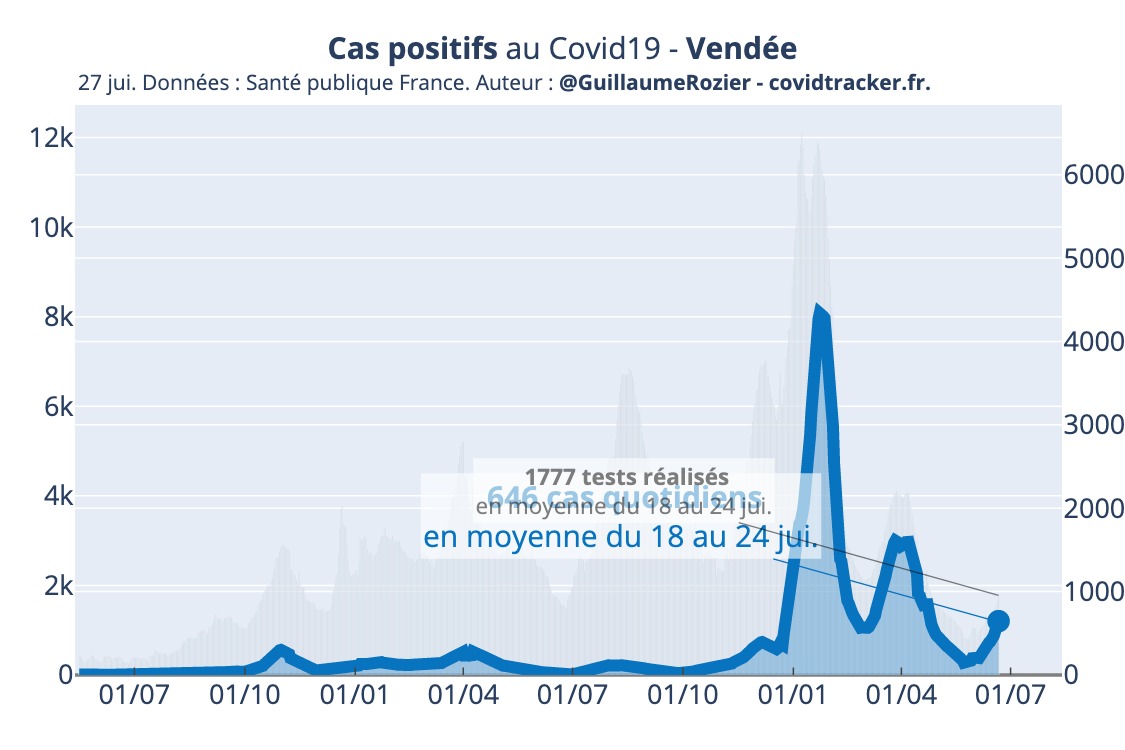 Cas positifs au Covid19 - Vendée
27 jui. Données : Santé publique France. Auteur : @GuillaumeRozier - covidtracker.fr.
12k
10k
8k
6k
4k
2k
0
6000
5000
4000
3000
2000
1000
0
1777 tests réalisés
646 cas quotidiens
en moyenne du 18 au 24 jui.
en moyenne du 18 au 24 jui.
01/07 01/10 01/01 01/04 01/07 01/10 01/01 01/04 01/07